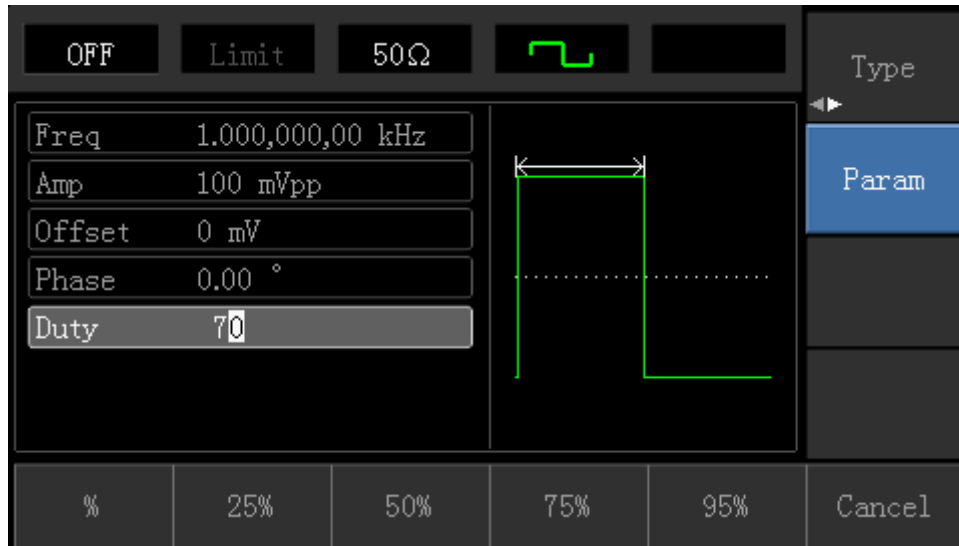 OFF Limit 50Ω
Type
Freq 1.000,000,00 kHz
Param
Amp 100 mVpp
Offset 0 mV
Phase 0.00 °
Duty 70
% 25% 50% 75% 95% Cancel